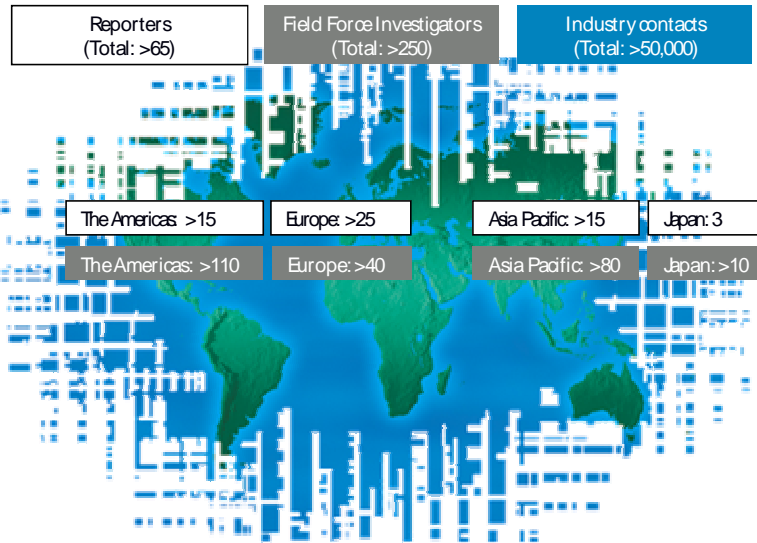 Reporters
(Total: >65)
Field Force Investigators
(Total: >250)
Industry contacts
(Total: >50,000)
The Americas: >15
Europe: >25
Asia Pacific: >15
Japan: 3
The Americas: >110
Europe: >40
Asia Pacific: >80
Japan: >10